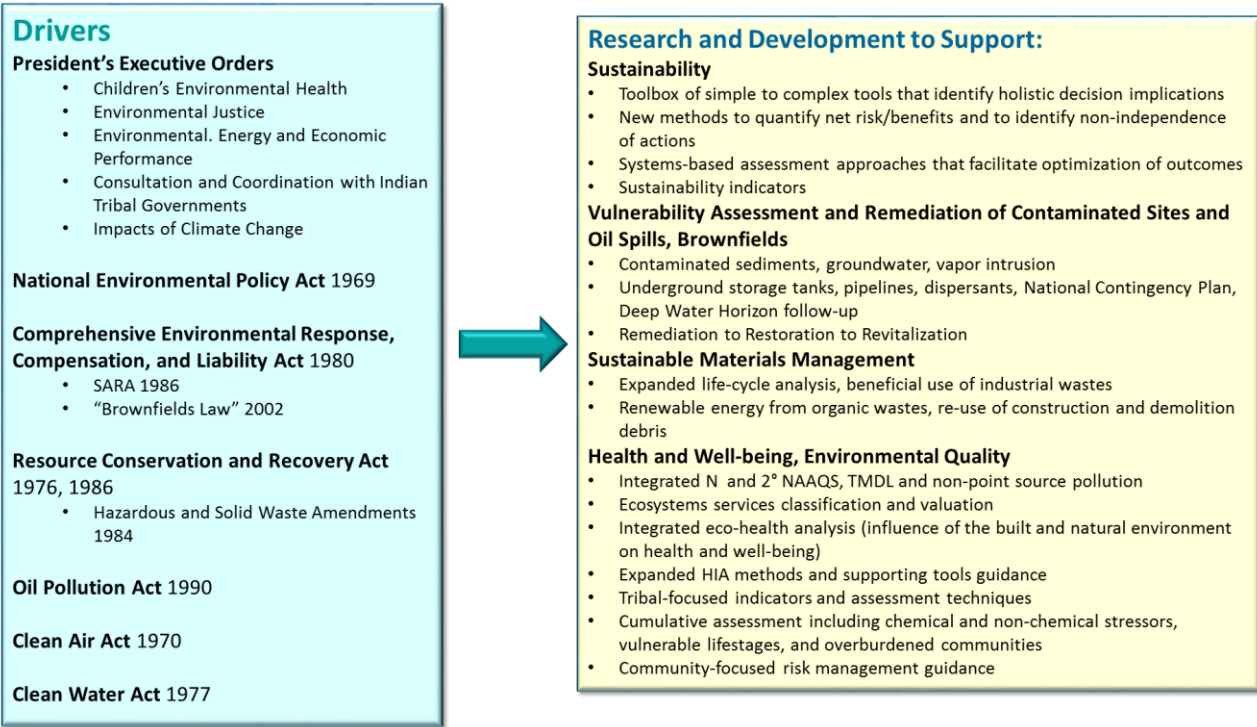 Drivers
President's Executive Orders
• Children's Environmental Health
• Environmental Justice
• Environmental. Energy and Economic
Performance
• Consultation and Coordination with Indian
Tribal Governments
• Impacts of Climate Change
National Environmental Policy Act 1969
Comprehensive Environmental Response,
Compensation, and Liability Act 1980
• SARA 1986
• "Brownfields Law" 2002
Resource Conservation and Recovery Act
1976, 1986
• Hazardous and Solid Waste Amendments
1984
Oil Pollution Act 1990
Clean Air Act 1970
Clean Water Act 1977
Research and Development to Support:
Sustainability
• Toolbox of simple to complex tools that identify holistic decision implications
• New methods to quantify net risk/benefits and to identify non-independence
of actions
• Systems-based assessment approaches that facilitate optimization of outcomes
• Sustainability indicators
Vulnerability Assessment and Remediation of Contaminated Sites and
Oil Spills, Brownfields
• Contaminated sediments, groundwater, vapor intrusion
• Underground storage tanks, pipelines, dispersants, National Contingency Plan,
Deep Water Horizon follow-up
• Remediation to Restoration to Revitalization
Sustainable Materials Management
• Expanded life-cycle analysis, beneficial use of industrial wastes
• Renewable energy from organic wastes, re-use of construction and demolition
debris
Health and Well-being, Environmental Quality
• Integrated N and 2° NAAQS, TMDL and non-point source pollution
• Ecosystems services classification and valuation
• Integrated eco-health analysis (influence of the built and natural environment
on health and well-being)
• Expanded HIA methods and supporting tools guidance
• Tribal-focused indicators and assessment techniques
• Cumulative assessment including chemical and non-chemical stressors,
vulnerable lifestages, and overburdened communities
• Community-focused risk management guidance